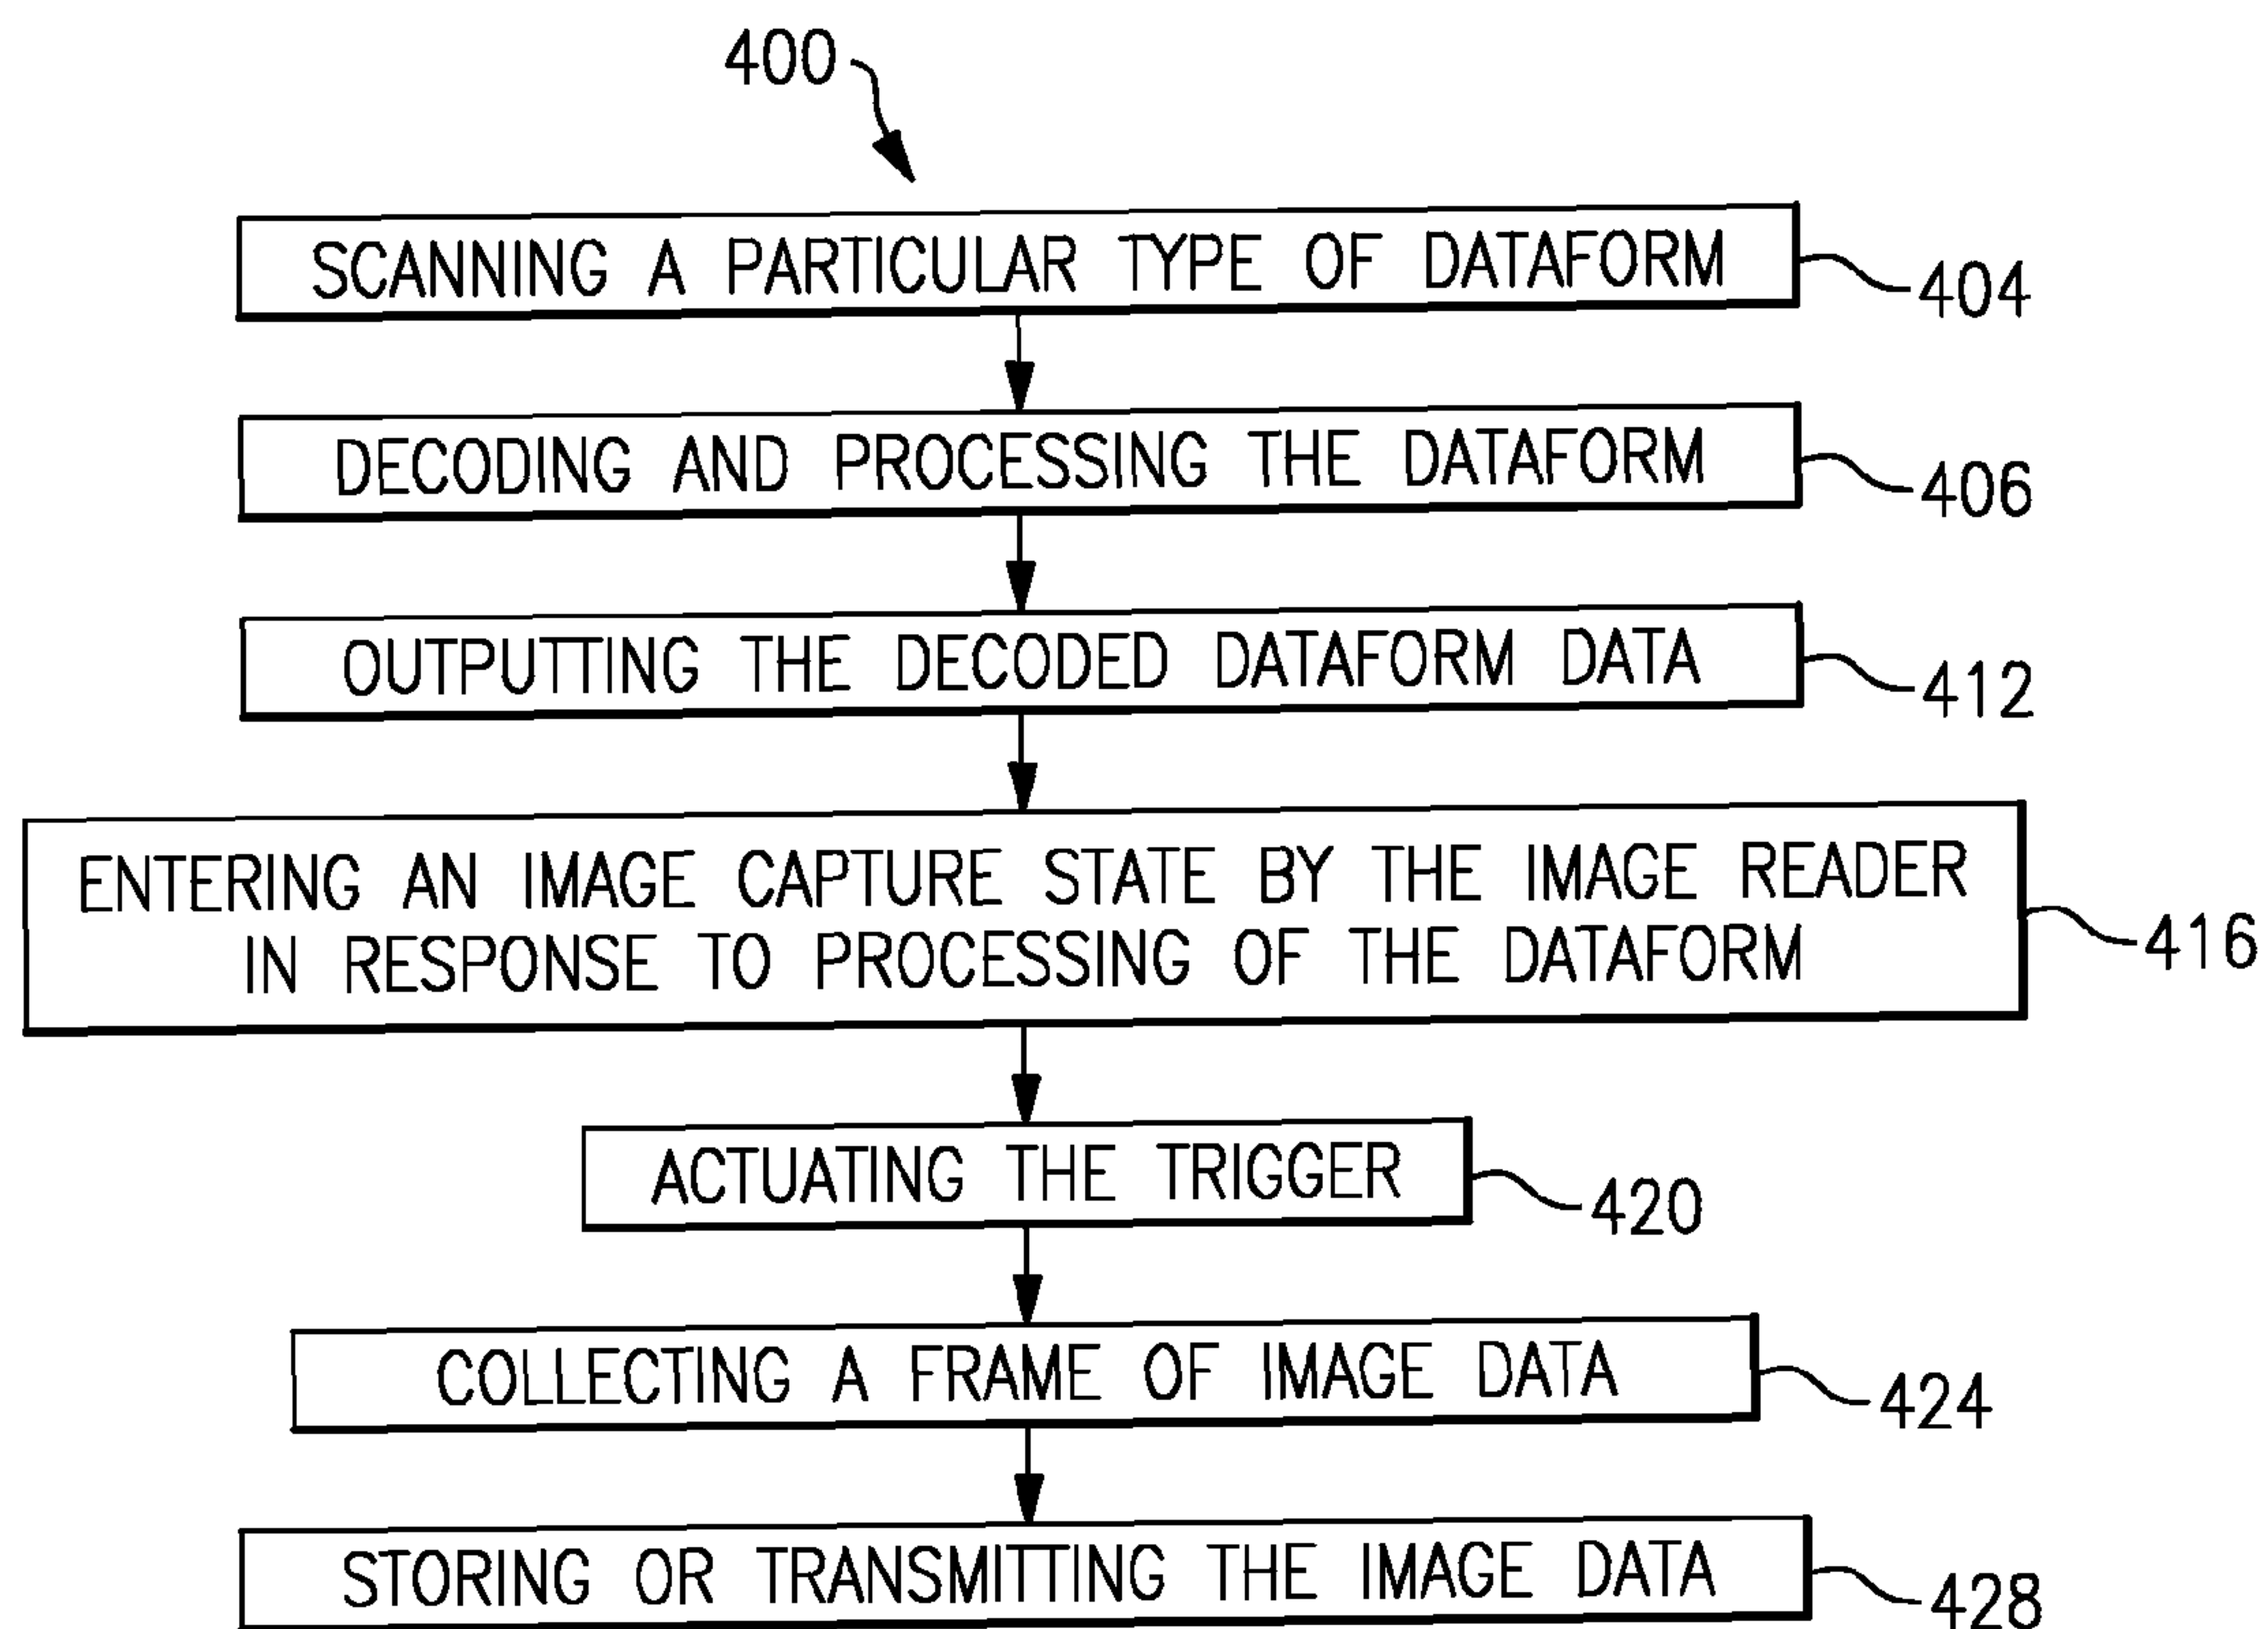 400
SCANNING A PARTICULAR TYPE OF DATAFORM
404
DECODING AND PROCESSING THE DATAFORM
406
OUTPUTTING THE DECODED DATAFORM DATA
412
ENTERING AN IMAGE CAPTURE STATE BY THE IMAGE READER
IN RESPONSE TO PROCESSING OF THE DATAFORM
416
ACTUATING THE TRIGGER
420
COLLECTING A FRAME OF IMAGE DATA
424
STORING OR TRANSMITTING THE IMAGE DATA
428